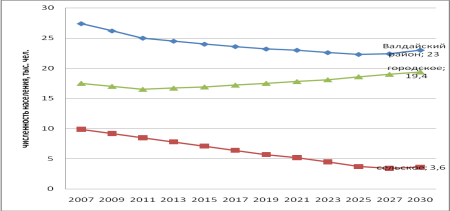 30
25
20
15
10
5
0
численность населения, тыс. чел.
Валдайский
район; 23
городское;
19,4
сельское; 3,6
2007 2009 2011 2013 2015 2017 2019 2021 2023 2025 2027 2030